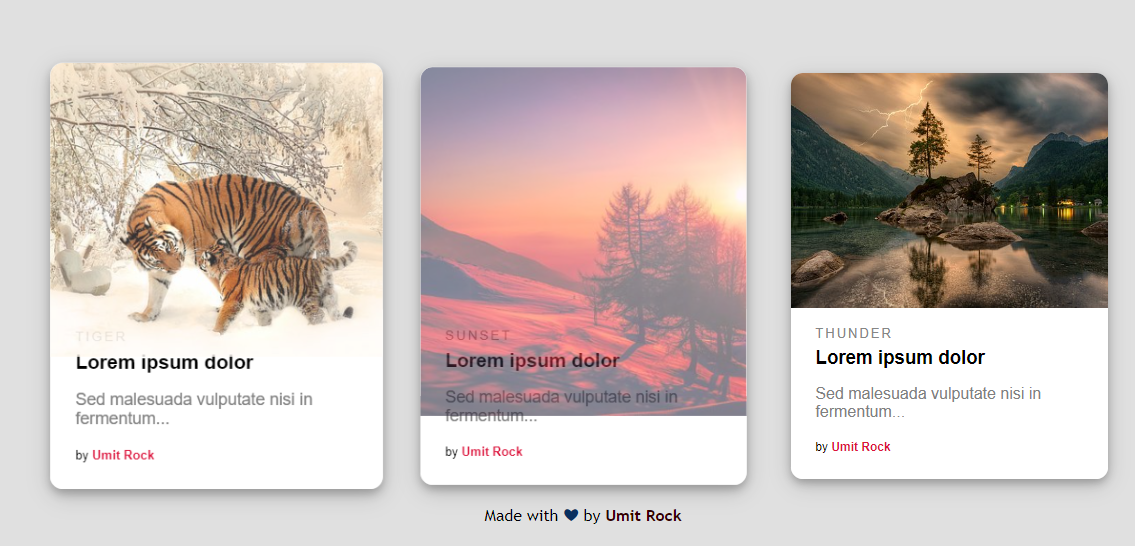 TIGER
Lorem ipsum dolor
Sed malesuada vulputate nisi in
fermentum...
by Umit Rock
SUNSET
Lorem ipsum dolor
Sed malesuada vulputate nisi in
fermentum...
by Umit Rock
THUNDER
Lorem ipsum dolor
Sed malesuada vulputate nisi in
fermentum...
by Umit Rock
Made with 💙 by Umit Rock